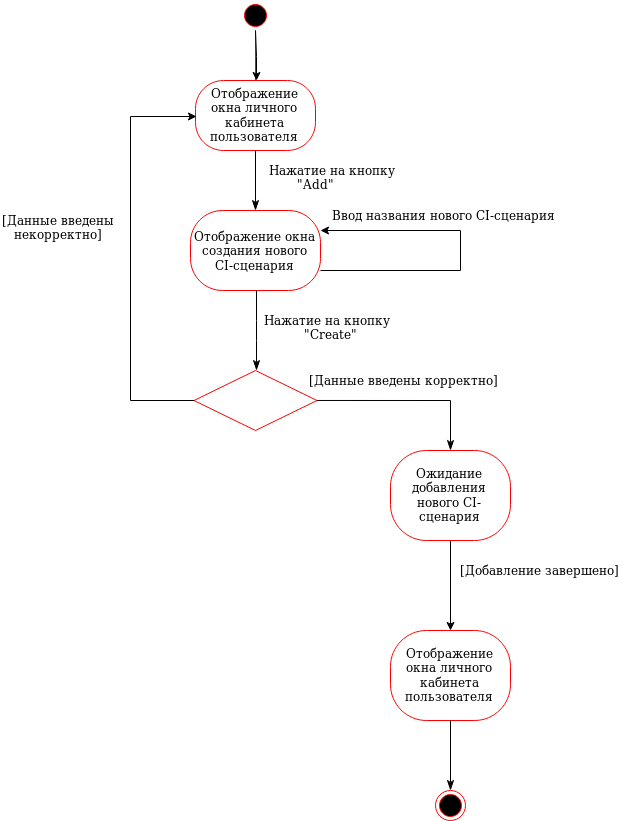 Отображение
окна личного
кабинета
пользователя
Нажатие на кнопку
"Add"
[Данные введены
некорректно]
Ввод названия нового CI-сценария
Отображение окна
создания нового
CI-сценария
Нажатие на кнопку
"Create"
[Данные введены корректно]
Ожидание
добавления
нового CI-
сценария
[Добавление завершено]
Отображение
окна личного
кабинета
пользователя